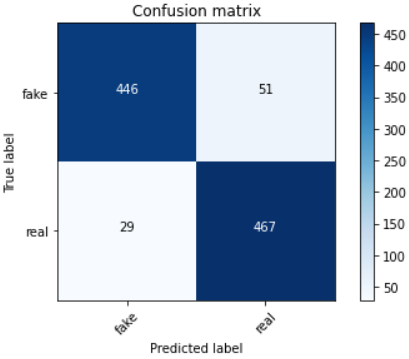 Confusion matrix
True label
fake
446
51
real
29
467
fake
real
Predicted label
450
400
350
300
250
200
150
100
50